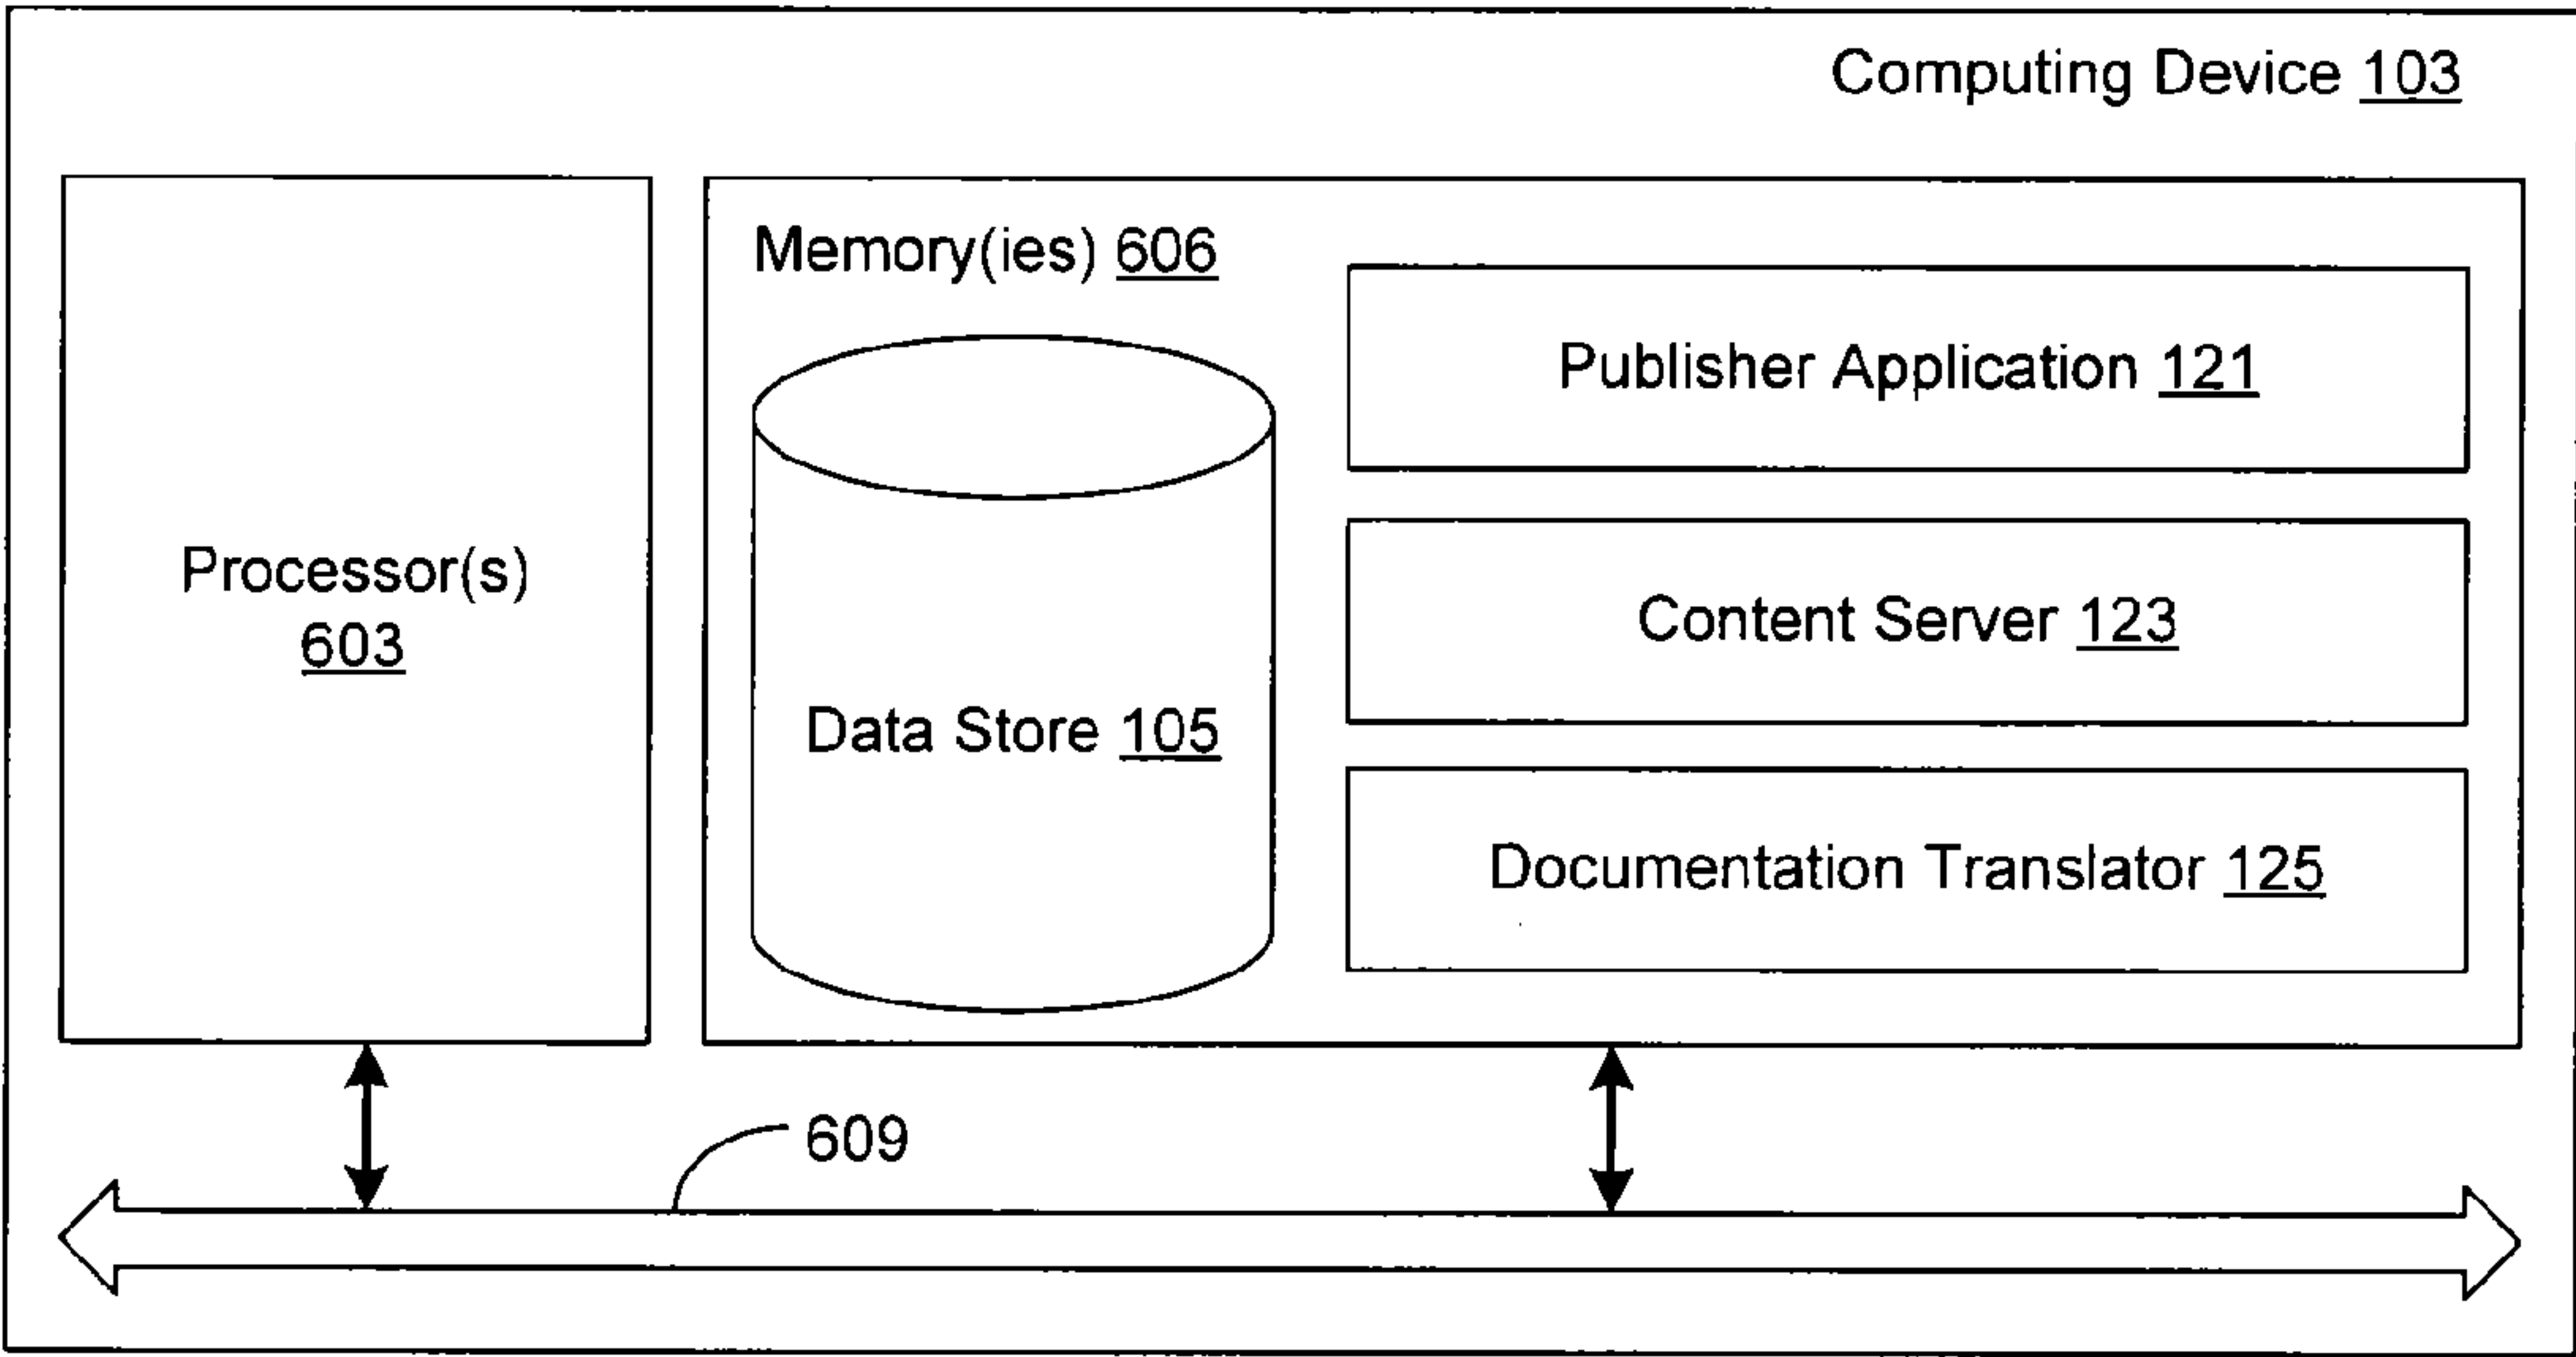 Computing Device 103
Memory(ies) 606
Publisher Application 121
Processor(s)
603
Content Server 123
Data Store 105
Documentation Translator 125
609